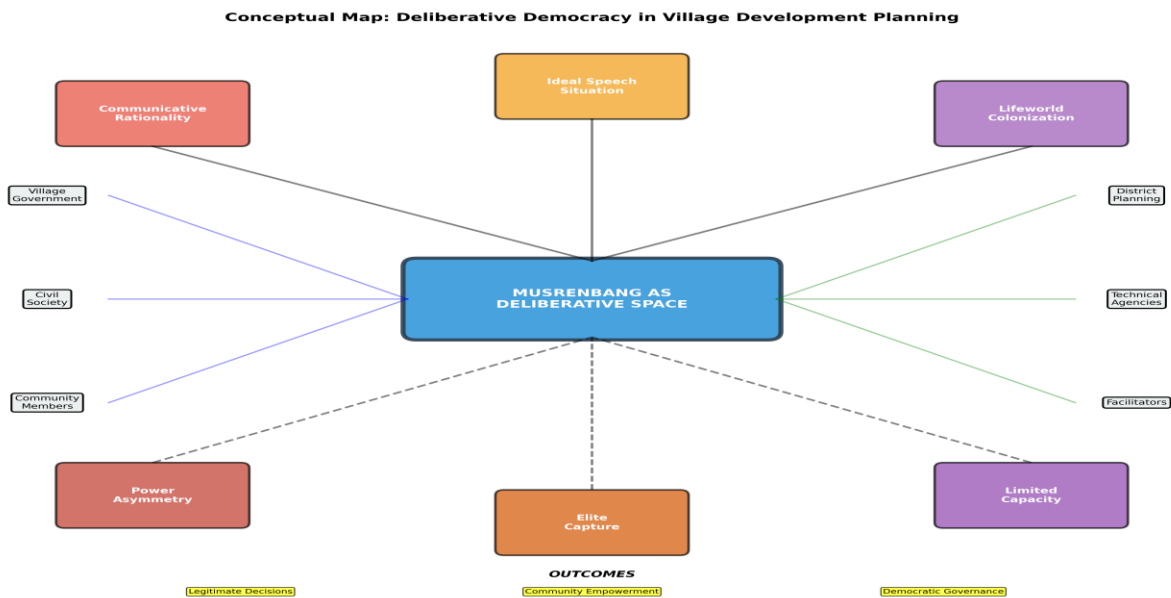 Conceptual Map: Deliberative Democracy in Village Development Planning
Ideal Speech
Situation
Communicative
Rationality
Lifeworld
Colonization
Village
Government
District
Planning
MUSRENBANG AS
DELIBERATIVE SPACE
Civil
Society
Technical
Agencies
Community
Members
Facilitators
Power
Asymmetry
Limited
Capacity
Elite
Capture
OUTCOMES
Legitimate Decisions
Community Empowerment
Democratic Governance